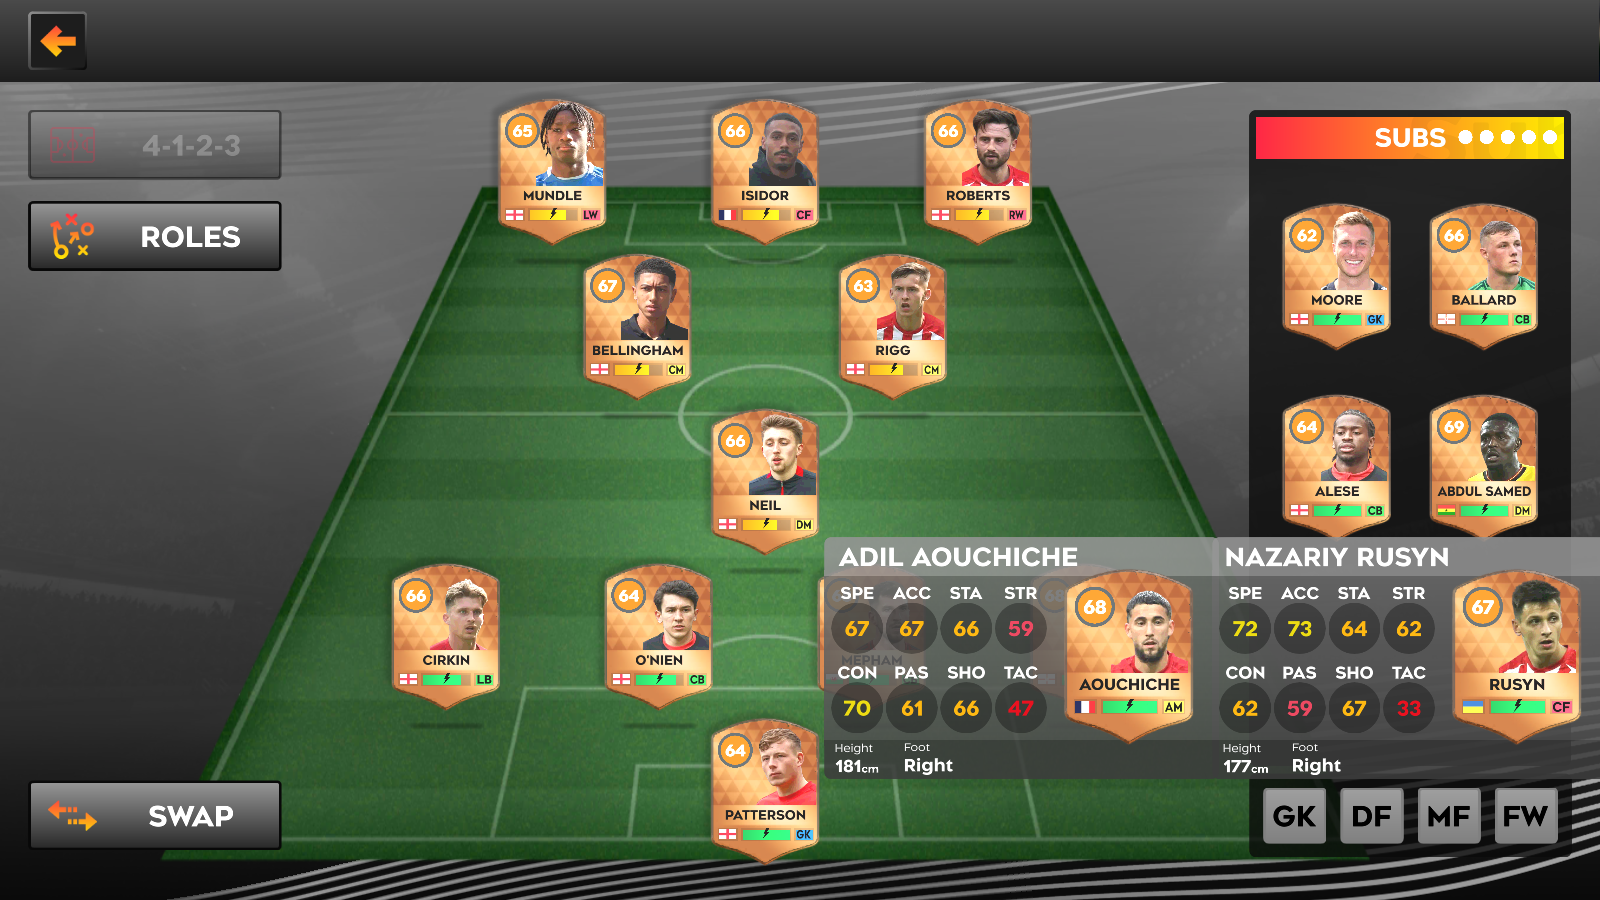 4-1-2-3
ROLES
SWAP
65
MUNDLE
LW
66
ISIDOR
CF
66
ROBERTS
RW
67
BELLINGHAM
CM
63
RIGG
CM
66
NEIL
DM
66
CIRKIN
LB
64
O'NIEN
CB
MEPHAM
68
64
PATTERSON
GK
SUBS
62
MOORE
GK
66
BALLARD
CB
64
ALESE
CB
69
ABDUL SAMED
DM
ADIL AOUCHICHE
SPE ACC STA STR
67 67 66 59
CON PAS SHO TAC
70 61 66 47
Height Foot
181cm Right
68
AOUCHICHE
AM
NAZARIY RUSYN
SPE ACC STA STR
72 73 64 62
CON PAS SHO TAC
62 59 67 33
Height Foot
177cm Right
67
RUSYN
CF
GK DF MF FW